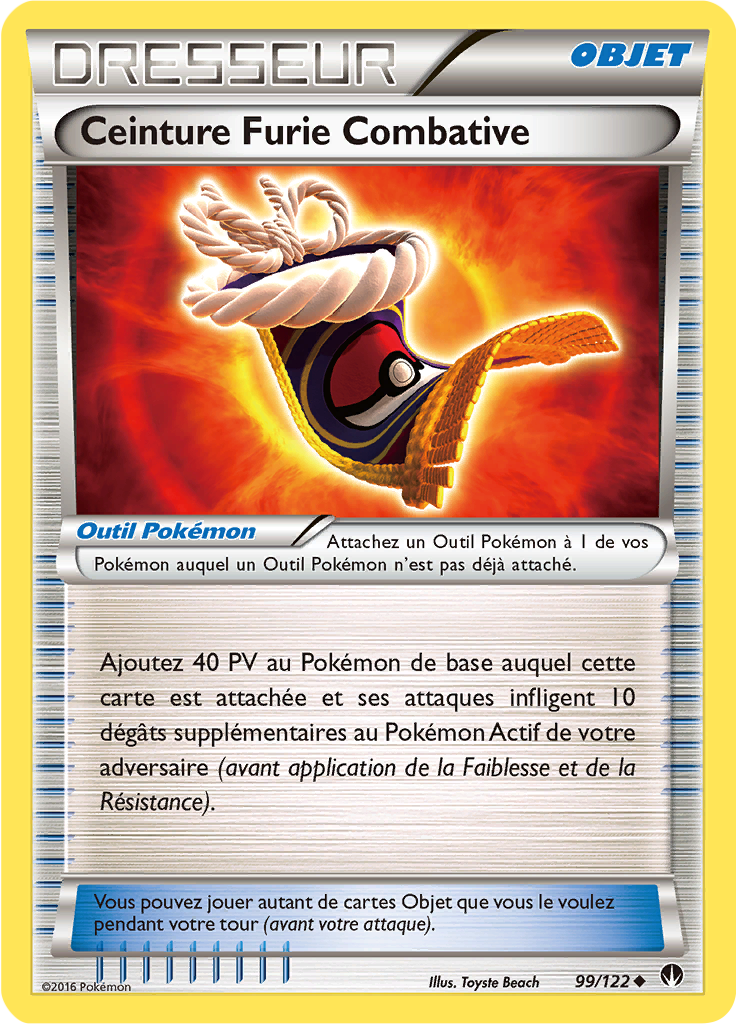 DRESSEUR
OBJET
Ceinture Furie Combative
Outil Pokémon
Attachez un Outil Pokémon à 1 de vos
Pokémon auquel un Outil Pokémon n'est pas déjà attaché.
Ajoutez 40 PV au Pokémon de base auquel cette
carte est attachée et ses attaques infligent 10
dégâts supplémentaires au Pokémon Actif de votre
adversaire (avant application de la Faiblesse et de la
Résistance).
Vous pouvez jouer autant de cartes Objet que vous le voulez
pendant votre tour (avant votre attaque).
©2016 Pokémon
Illus. Toyste Beach
99/122